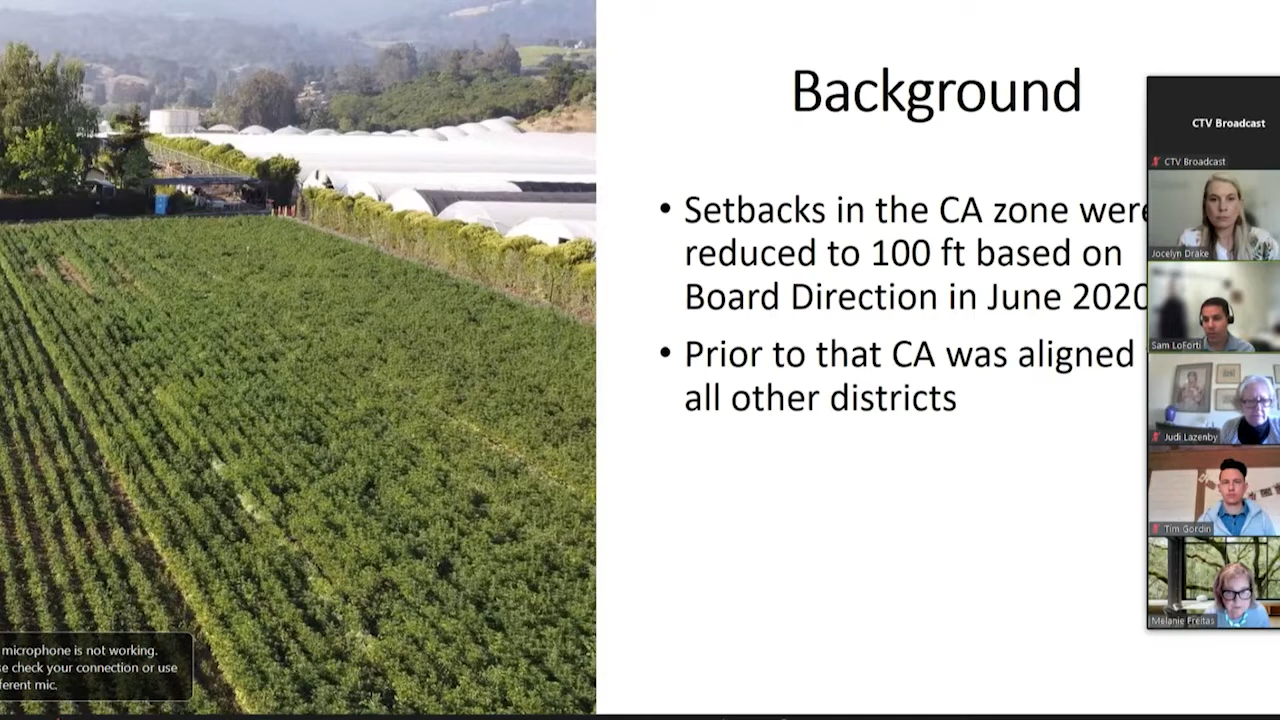 Background
• Setbacks in the CA zone were
reduced to 100 ft based on
Board Direction in June 2020
• Prior to that CA was aligned
all other districts
CTV Broadcast
CTV Broadcast
Jocelyn Drake
Sam LoForti
Judi Lazenby
Tim Gordin
Melanie Freitas
microphone is not working.
check your connection or use
mic.